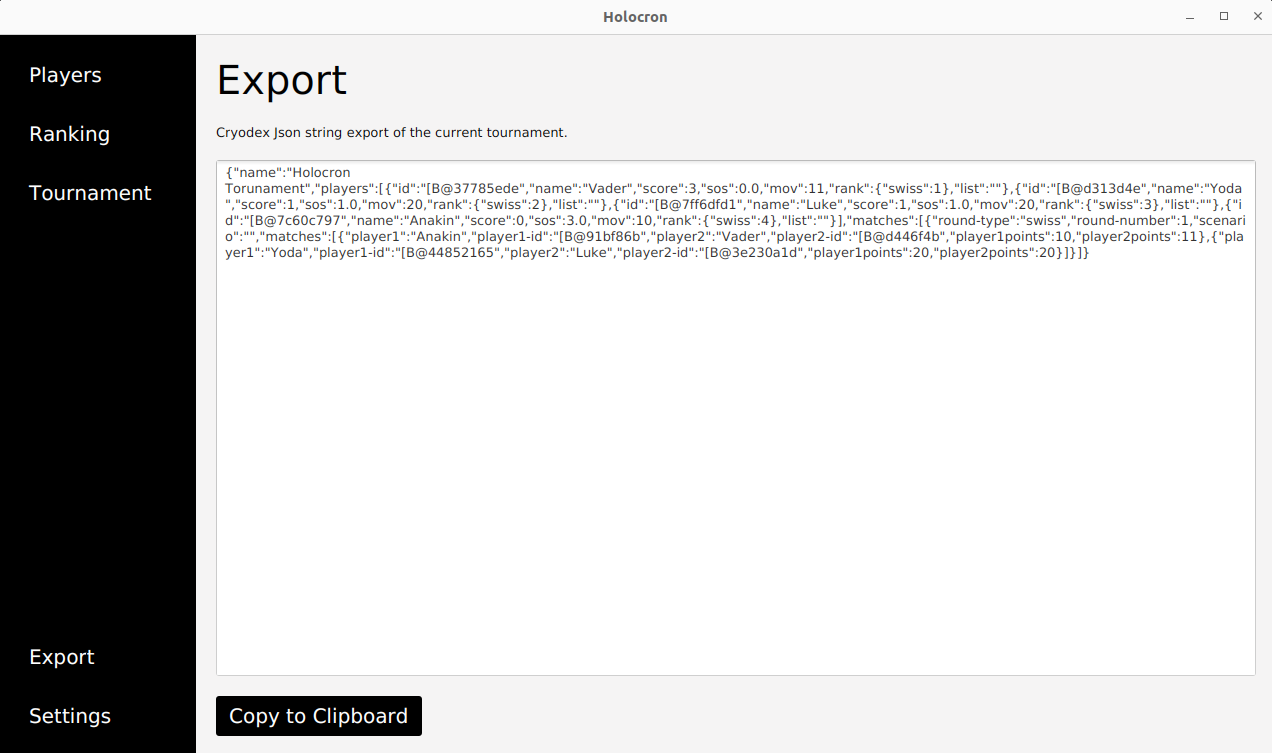 Holocron
Players
Ranking
Tournament
Export
Settings
Export
Cryodex Json string export of the current tournament.
{"name":"Holocron
Torunament","players":[{"id":"[B@37785ede","name":"Vader","score":3,"sos":0.0,"mov":11,"rank":{"swiss":1},"list":""},{"id":"[B@d313d4e","name":"Yoda
","score":1,"sos":1.0,"mov":20,"rank":{"swiss":2},"list":""},{"id":"[B@7ff6dfd1","name":"Luke","score":1,"sos":1.0,"mov":20,"rank":{"swiss":3},"list":""},{"i
d":"[B@7c60c797","name":"Anakin","score":0,"sos":3.0,"mov":10,"rank":{"swiss":4},"list":""}],"matches":[{"round-type":"swiss","round-number":1,"scenari
o":"","matches":[{"player1":"Anakin","player1-id":"[B@91bf86b","player2":"Vader","player2-id":"[B@d446f4b","player1points":10,"player2points":11},{"pla
yer1":"Yoda","player1-id":"[B@44852165","player2":"Luke","player2-id":"[B@3e230a1d","player1points":20,"player2points":20}]}]}
Copy to Clipboard